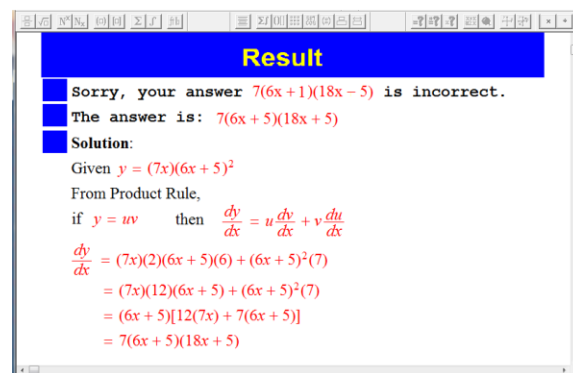 Result
Sorry, your answer 7(6x + 1)(18x − 5) is incorrect.
The answer is: 7(6x + 5)(18x + 5)
Solution:
Given y = (7x)(6x + 5)²
From Product Rule,
if y = uv then dy/dx = u dv/dx + v du/dx
dy/dx = (7x)(2)(6x + 5)(6) + (6x + 5)²(7)
= (7x)(12)(6x + 5) + (6x + 5)²(7)
= (6x + 5)[12(7x) + 7(6x + 5)]
= 7(6x + 5)(18x + 5)